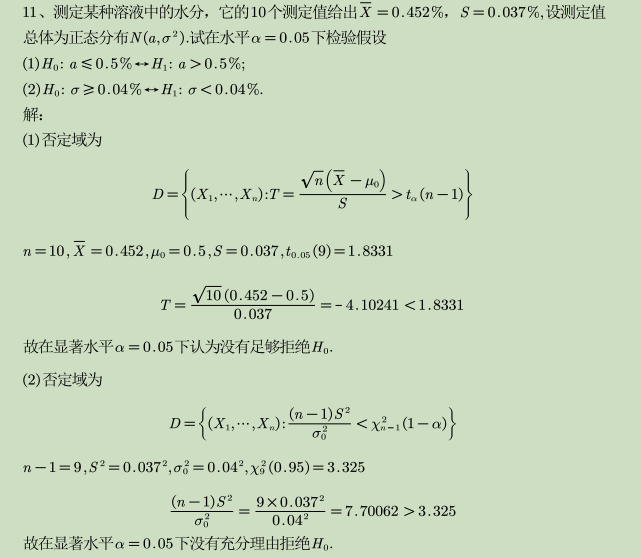 11、测定某种溶液中的水分，它的10个测定值给出X̄=0.452%，S=0.037%,设测定值
总体为正态分布N(a,σ²).试在水平α=0.05下检验假设
(1)H₀: a⩽0.5%↔H₁: a>0.5%;
(2)H₀: σ⩾0.04%↔H₁: σ<0.04%.
解:
(1)否定域为
D={(X₁,⋯,Xₙ):T=√n(X̄−μ₀)/S>t_α(n−1)}
n=10,X̄=0.452,μ₀=0.5,S=0.037,t₀.₀₅(9)=1.8331
T=√10(0.452−0.5)/0.037=-4.10241<1.8331
故在显著水平α=0.05下认为没有足够拒绝H₀.
(2)否定域为
D={(X₁,⋯,Xₙ):(n−1)S²/σ₀²<χ²ₙ₋₁(1−α)}
n−1=9,S²=0.037²,σ₀²=0.04²,χ₉²(0.95)=3.325
(n−1)S²/σ₀²=9×0.037²/0.04²=7.70062>3.325
故在显著水平α=0.05下没有充分理由拒绝H₀.